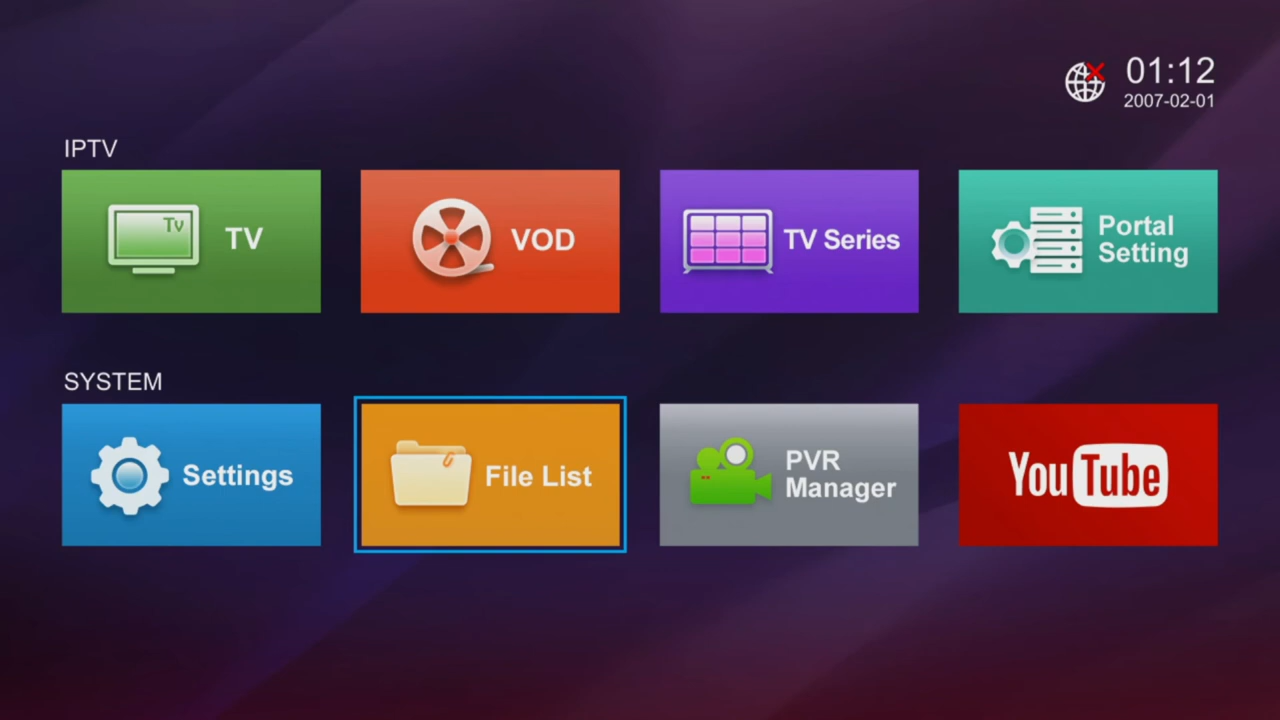 01:12
2007-02-01
IPTV
Tv
TV
VOD
TV Series
Portal
Setting
SYSTEM
Settings
File List
PVR
Manager
YouTube